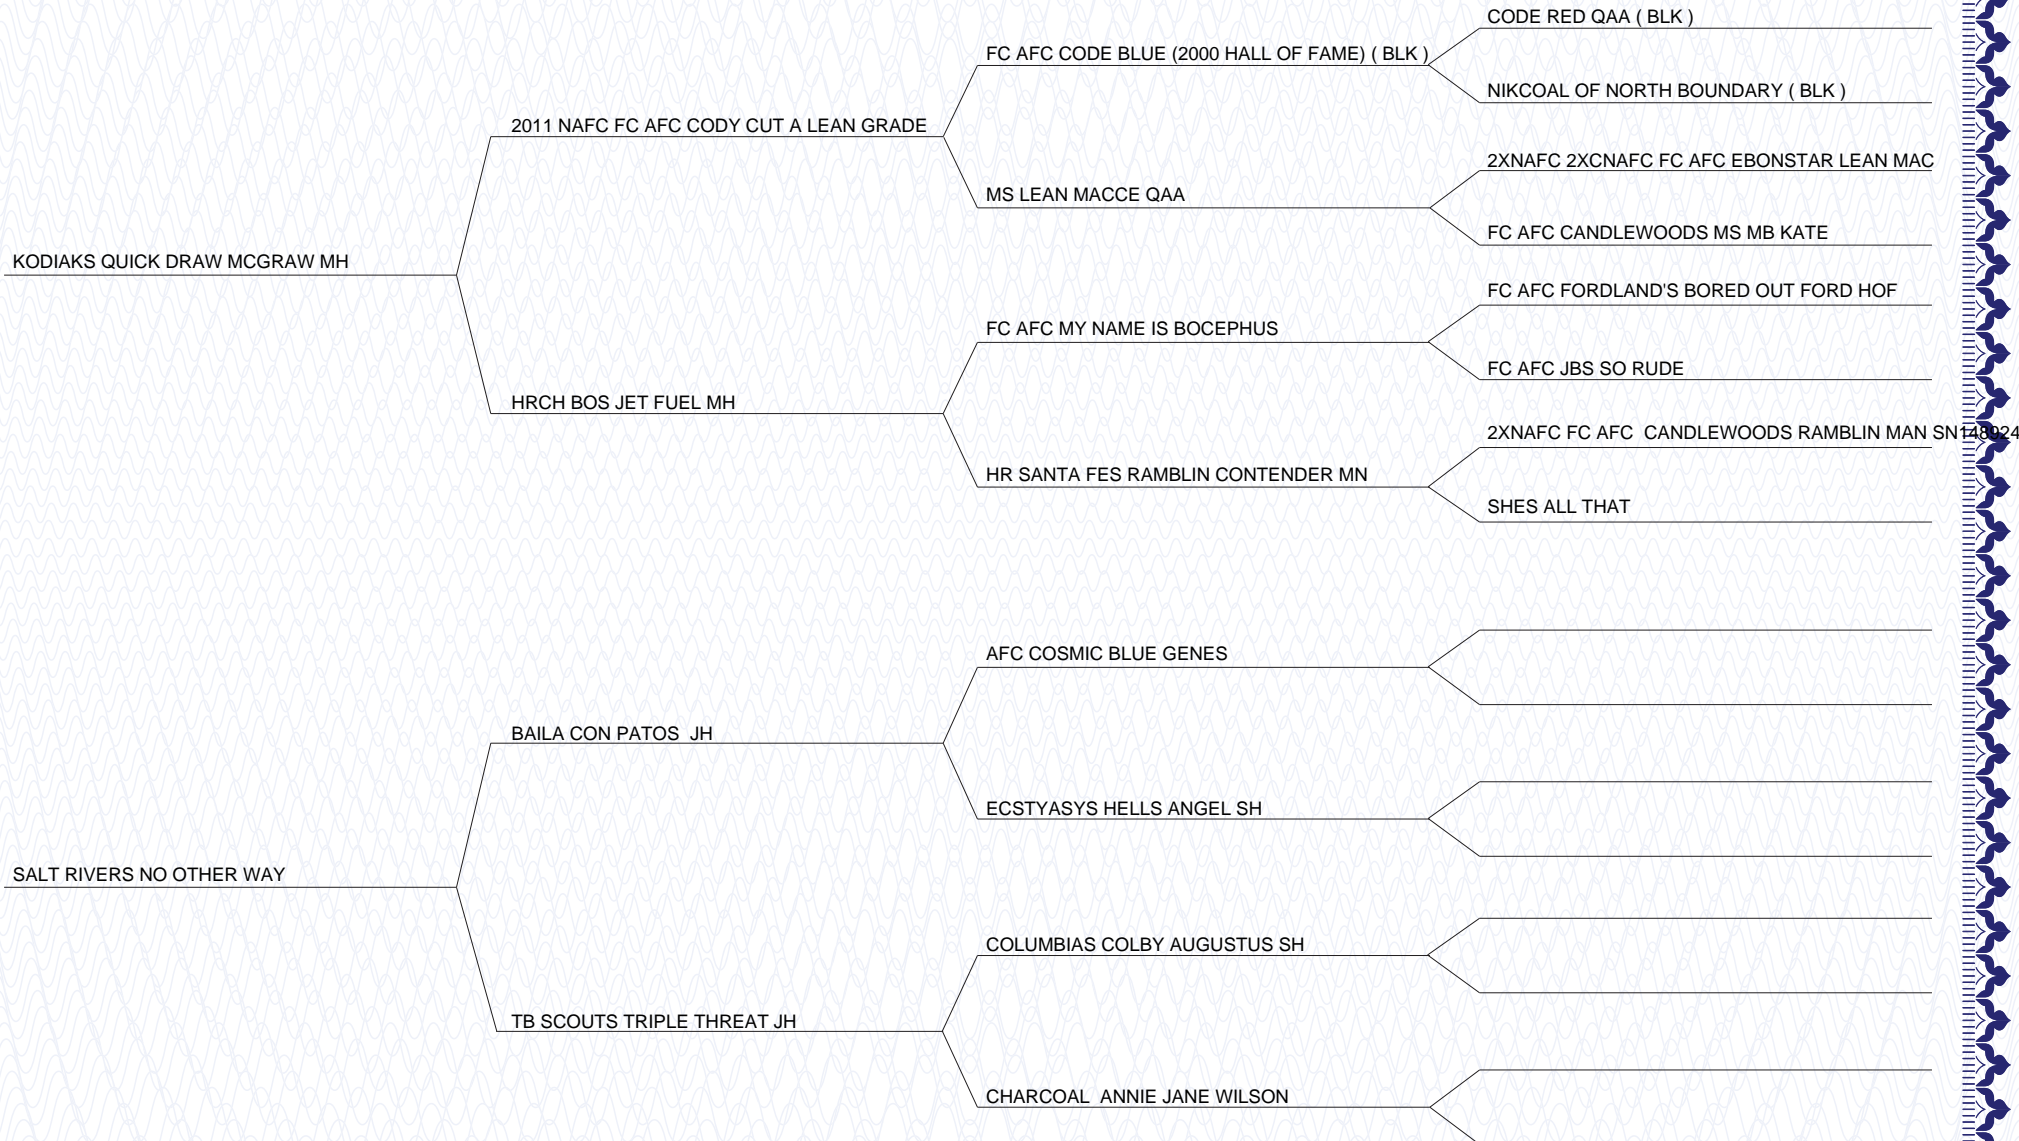 CODE RED QAA ( BLK )
FC AFC CODE BLUE (2000 HALL OF FAME) ( BLK )
NIKCOAL OF NORTH BOUNDARY ( BLK )
2011 NAFC FC AFC CODY CUT A LEAN GRADE
2XNAFC 2XCNAFC FC AFC EBONSTAR LEAN MAC
MS LEAN MACCE QAA
FC AFC CANDLEWOODS MS MB KATE
KODIAKS QUICK DRAW MCGRAW MH
FC AFC FORDLAND'S BORED OUT FORD HOF
FC AFC MY NAME IS BOCEPHUS
FC AFC JBS SO RUDE
HRCH BOS JET FUEL MH
2XNAFC FC AFC  CANDLEWOODS RAMBLIN MAN SN148924
HR SANTA FES RAMBLIN CONTENDER MN
SHES ALL THAT
AFC COSMIC BLUE GENES
BAILA CON PATOS  JH
ECSTYASYS HELLS ANGEL SH
SALT RIVERS NO OTHER WAY
COLUMBIAS COLBY AUGUSTUS SH
TB SCOUTS TRIPLE THREAT JH
CHARCOAL  ANNIE JANE WILSON